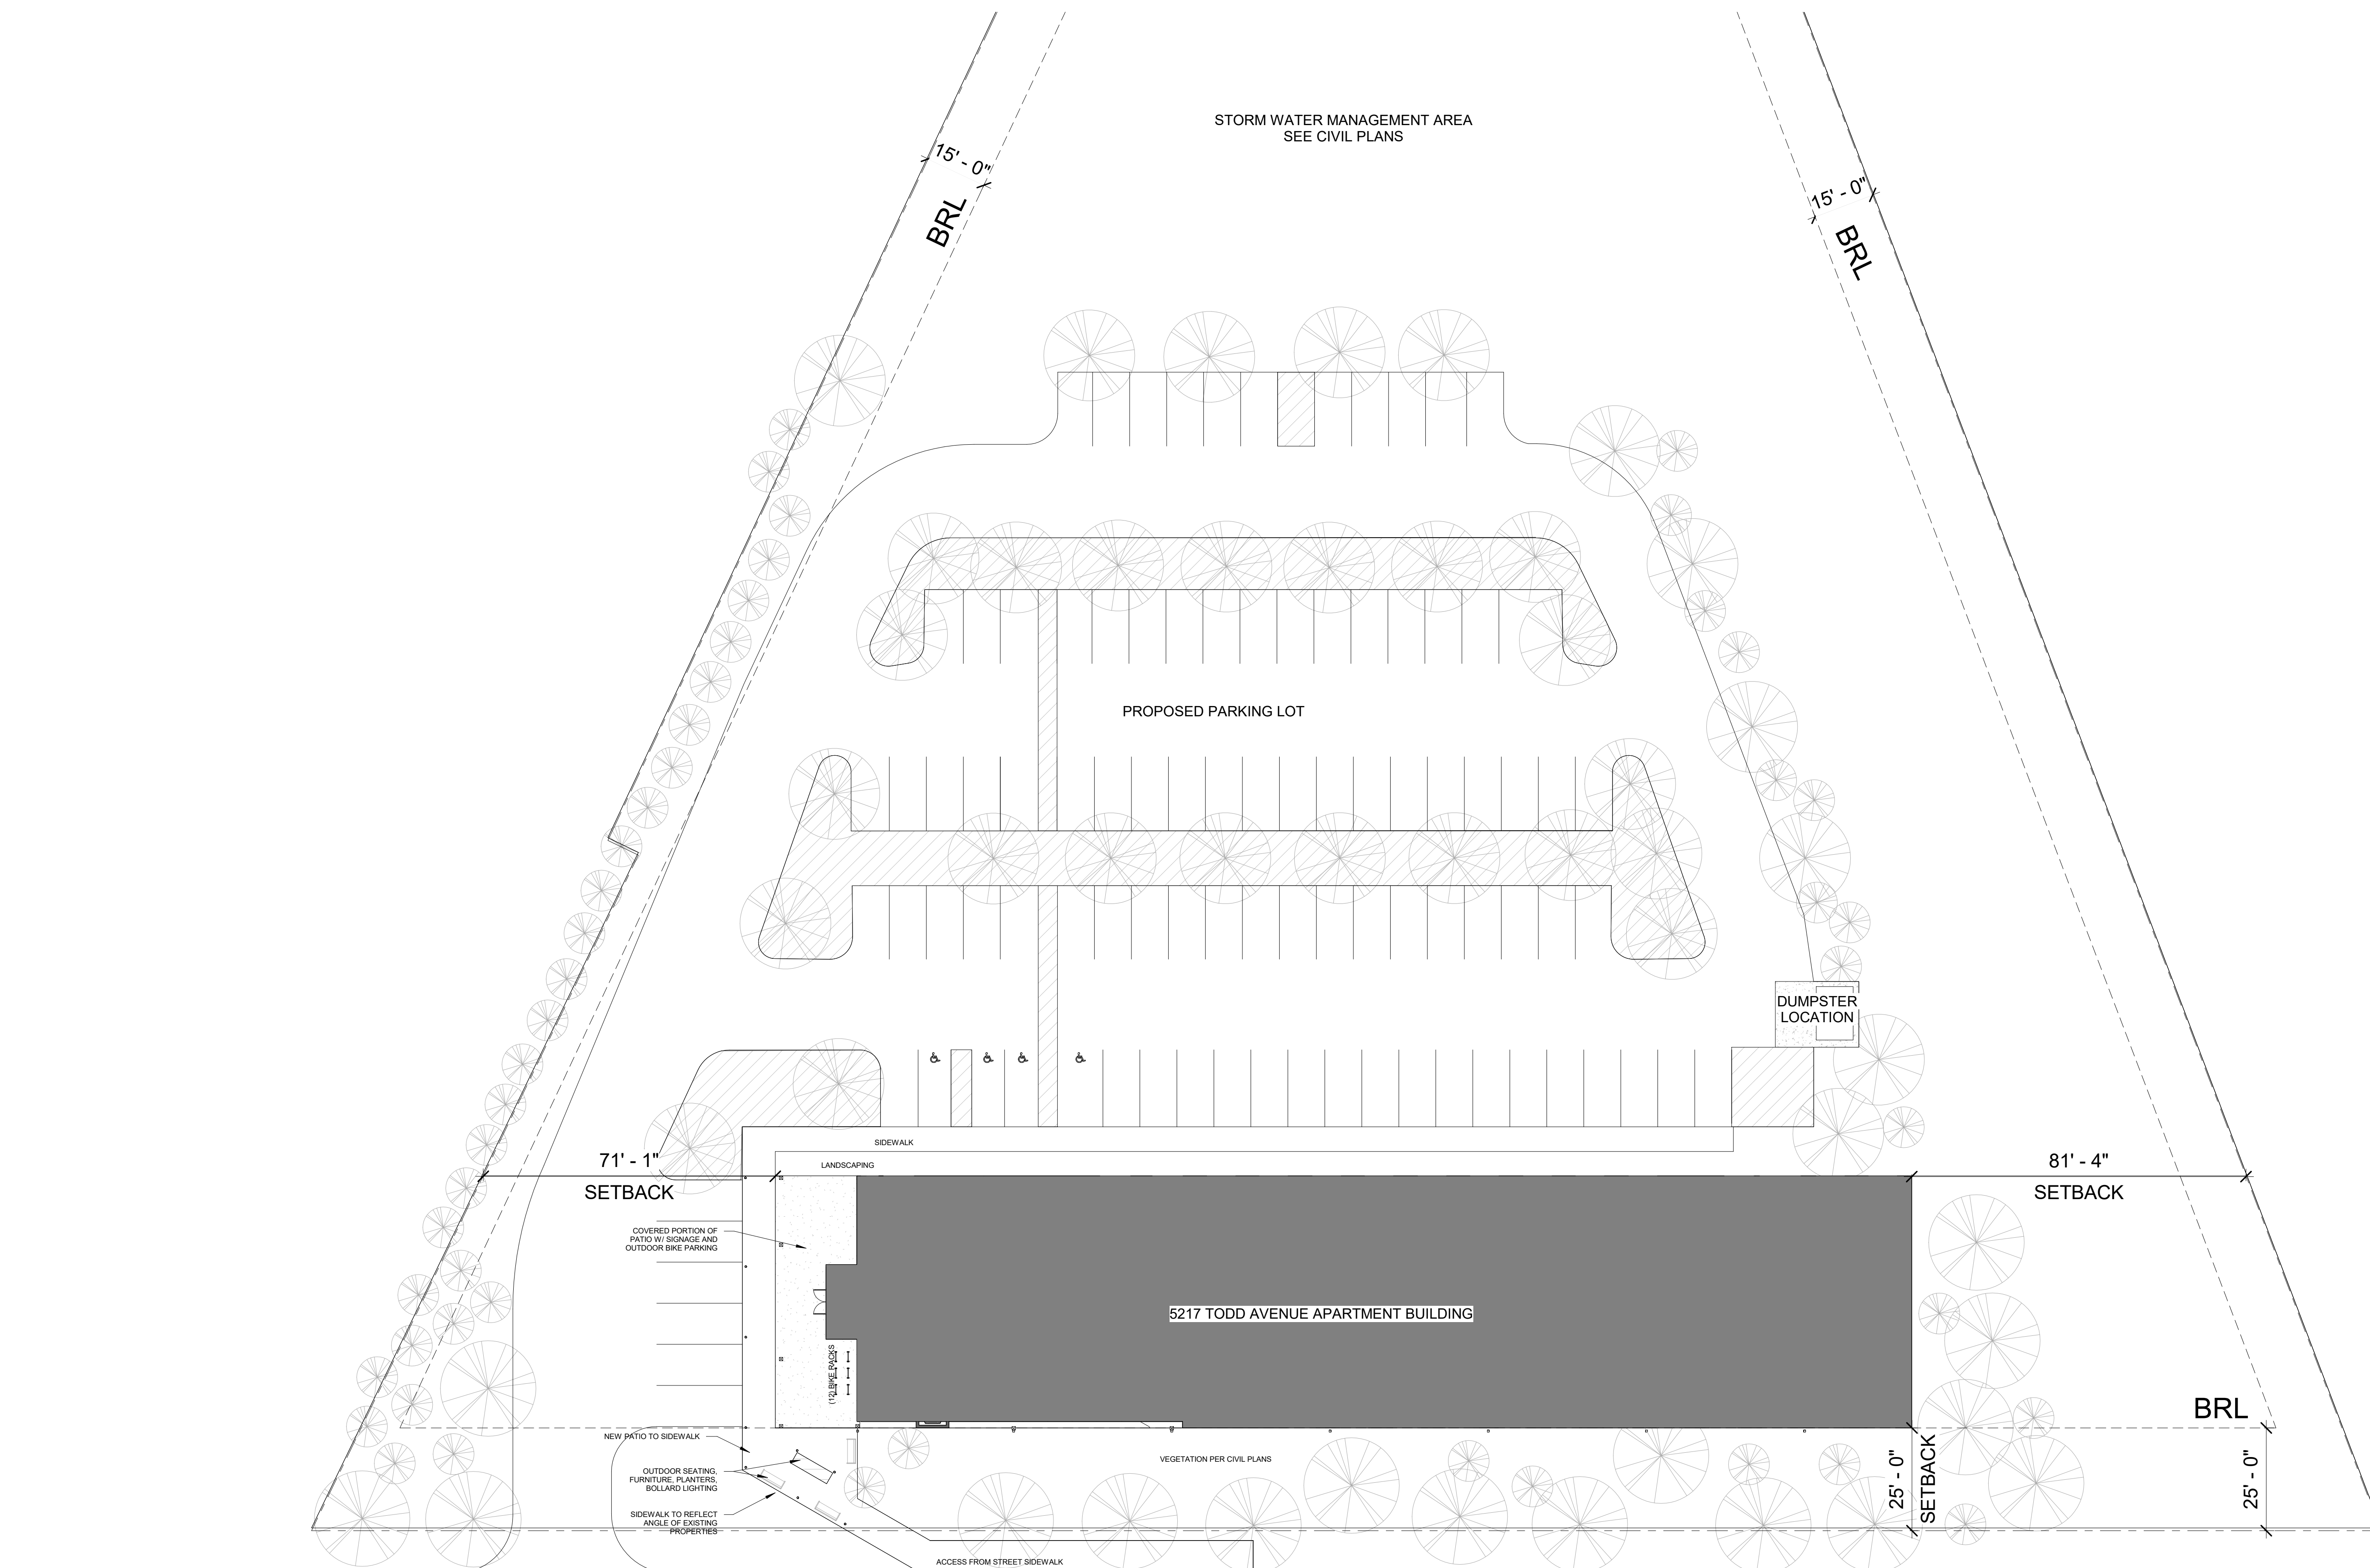 STORM WATER MANAGEMENT AREA
SEE CIVIL PLANS
15' - 0"
BRL
15' - 0"
BRL
PROPOSED PARKING LOT
DUMPSTER
LOCATION
SIDEWALK
LANDSCAPING
71' - 1"
SETBACK
81' - 4"
SETBACK
COVERED PORTION OF
PATIO W/ SIGNAGE AND
OUTDOOR BIKE PARKING
5217 TODD AVENUE APARTMENT BUILDING
(12) BIKE RACKS
BRL
NEW PATIO TO SIDEWALK
VEGETATION PER CIVIL PLANS
OUTDOOR SEATING,
FURNITURE, PLANTERS,
BOLLARD LIGHTING
25' - 0"
SETBACK
25' - 0"
SIDEWALK TO REFLECT
ANGLE OF EXISTING
PROPERTIES
ACCESS FROM STREET SIDEWALK